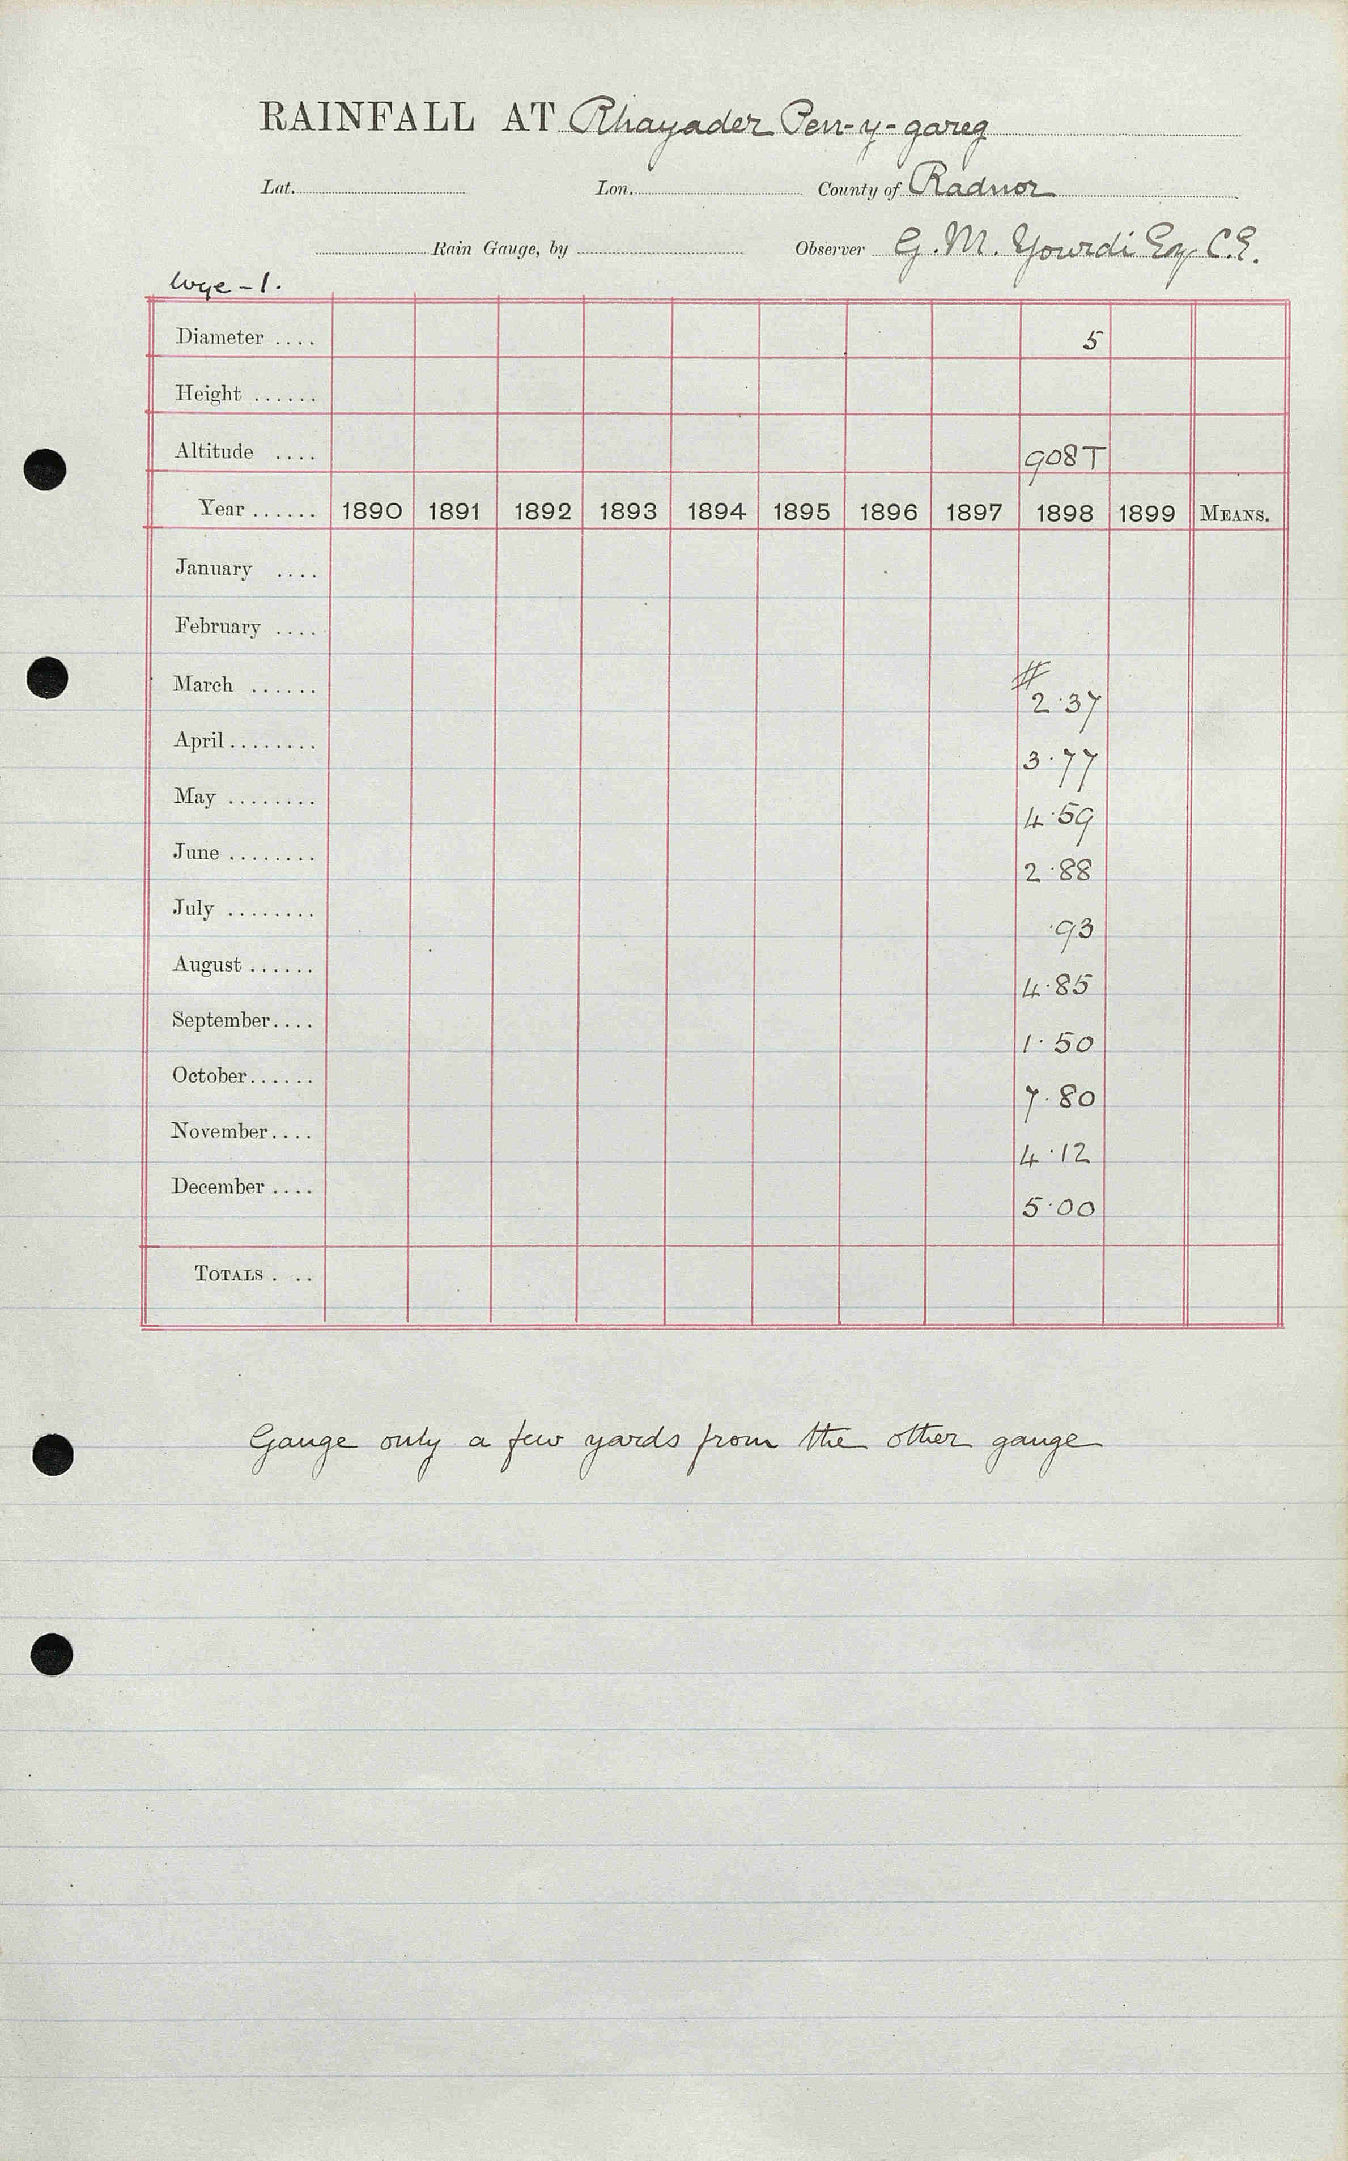 RAINFALL AT Rhayader Pen-y-gareg
Lat. Lon. County of Radnor
Rain Gauge, by Observer G. M. Yourdi Esq C.E.
Wye - 1.
Diameter .... 5
Height ......
Altitude .... 908T
Year ...... 1890 1891 1892 1893 1894 1895 1896 1897 1898 1899 MEANS.
January ....
February ....
March ...... # 2.37
April ........ 3.77
May ........ 4.59
June ........ 2.88
July ........ .93
August ...... 4.85
September.... 1.50
October...... 7.80
November.... 4.12
December .... 5.00
TOTALS . ..
Gauge only a few yards from the other gauge